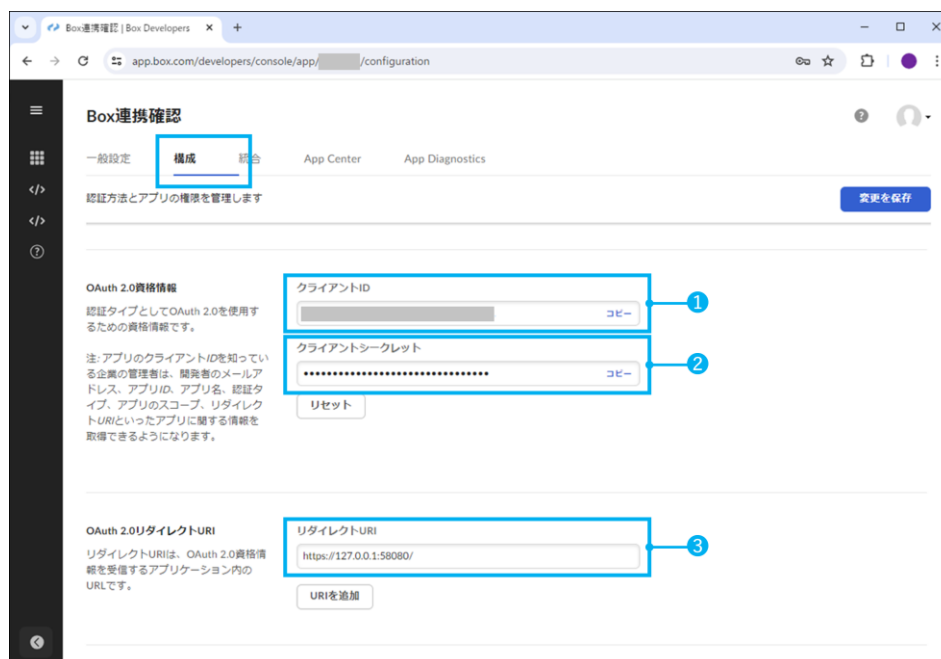 Box連携確認 | Box Developers
app.box.com/developers/console/app/ /configuration
Box連携確認
一般設定 構成 統合 App Center App Diagnostics
認証方法とアプリの権限を管理します
変更を保存
OAuth 2.0資格情報
認証タイプとしてOAuth 2.0を使用す
るための資格情報です。
注: アプリのクライアントIDを知ってい
る企業の管理者は、開発者のメールア
ドレス、アプリID、アプリ名、認証タ
イプ、アプリのスコープ、リダイレク
トURIといったアプリに関する情報を
取得できるようになります。
クライアントID
コピー
1
クライアントシークレット
••••••••••••••••••••••••••••••••
コピー
2
リセット
OAuth 2.0リダイレクトURI
リダイレクトURIは、OAuth 2.0資格情
報を受信するアプリケーション内の
URLです。
リダイレクトURI
https://127.0.0.1:58080/
3
URIを追加